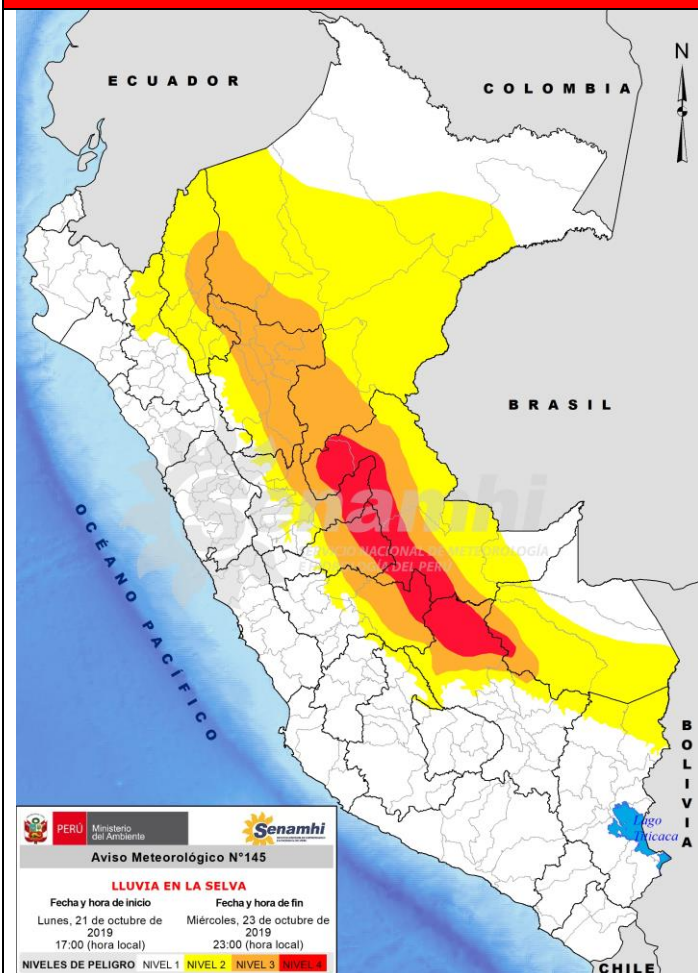 ECUADOR
COLOMBIA
N
BRASIL
OCÉANO PACÍFICO
Senamhi
SERVICIO NACIONAL DE METEOROLOGÍA
E HIDROLOGÍA DEL PERÚ
BOLIVIA
Lago
Titicaca
CHILE
PERÚ
Ministerio
del Ambiente
Senamhi
Aviso Meteorológico N°145
LLUVIA EN LA SELVA
Fecha y hora de inicio
Lunes, 21 de octubre de
2019
17:00 (hora local)
Fecha y hora de fin
Miércoles, 23 de octubre de
2019
23:00 (hora local)
NIVELES DE PELIGRO NIVEL 1 NIVEL 2 NIVEL 3 NIVEL 4